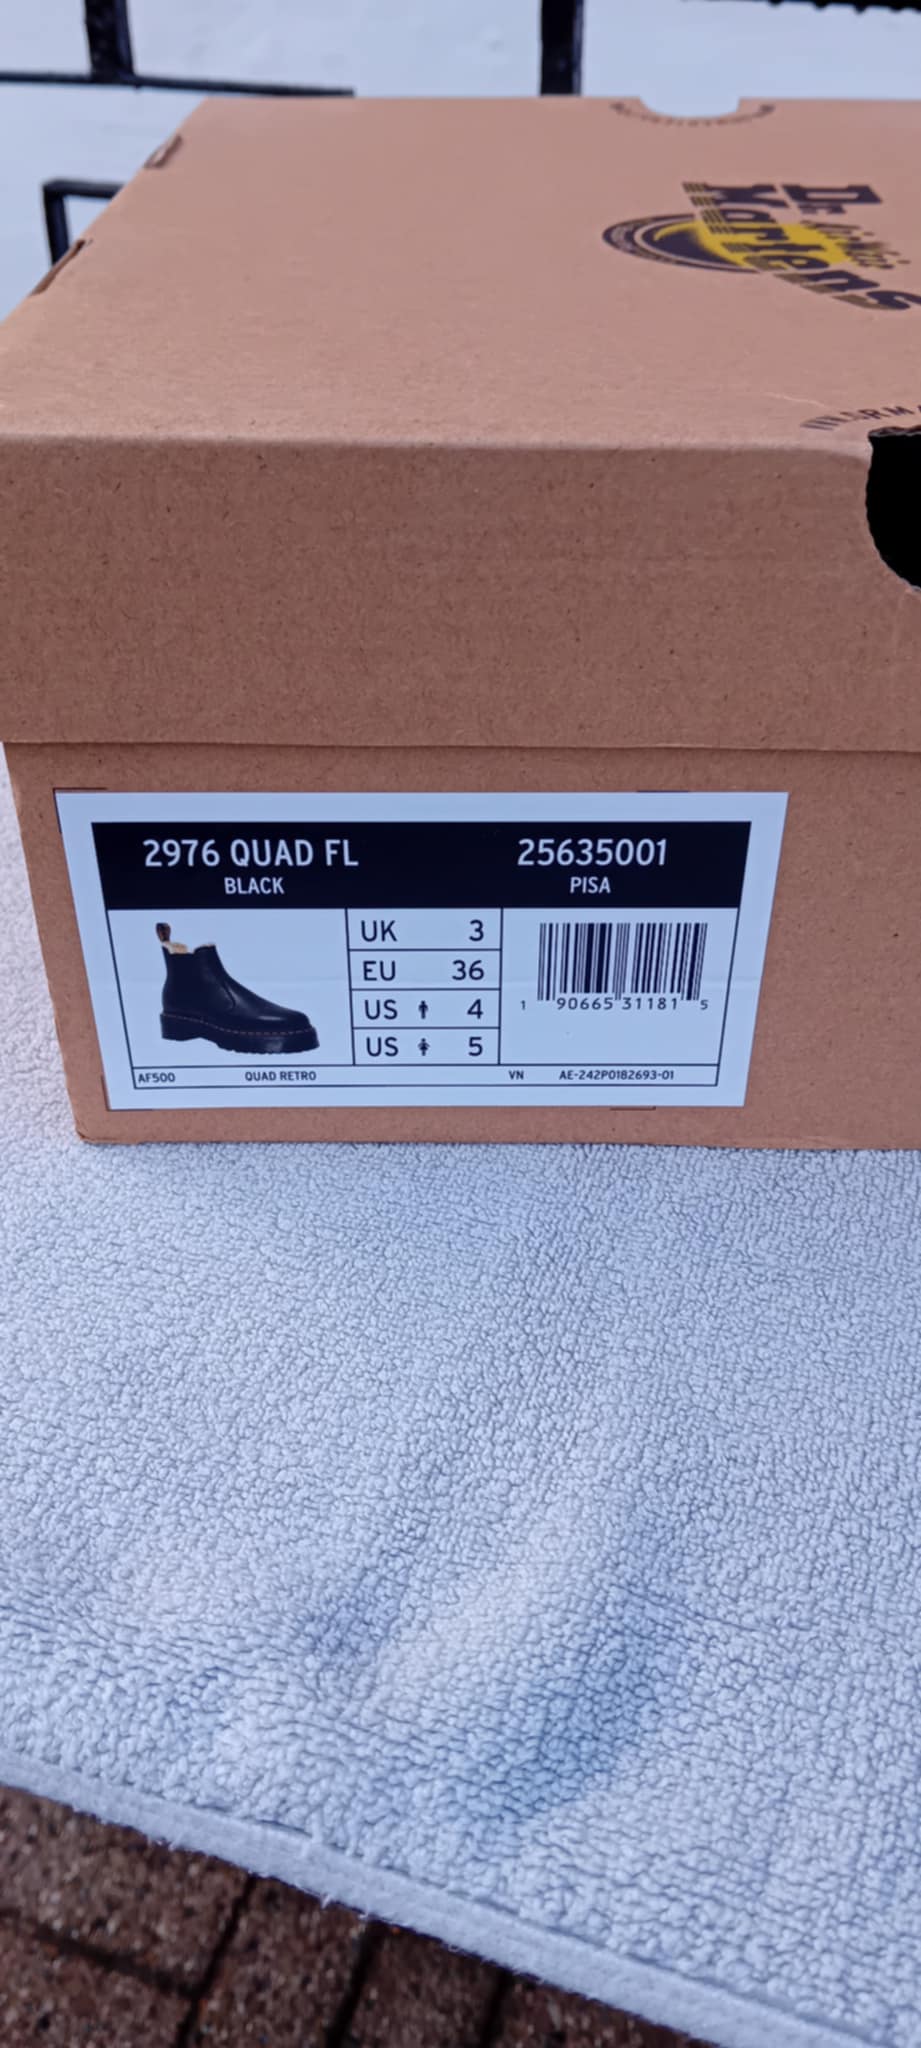 Dr.
AirWair
Martens
2976 QUAD FL
BLACK
25635001
PISA
UK 3
EU 36
US 4
US 5
1 90665 31181 5
AF500 QUAD RETRO VN AE-242P0182693-01